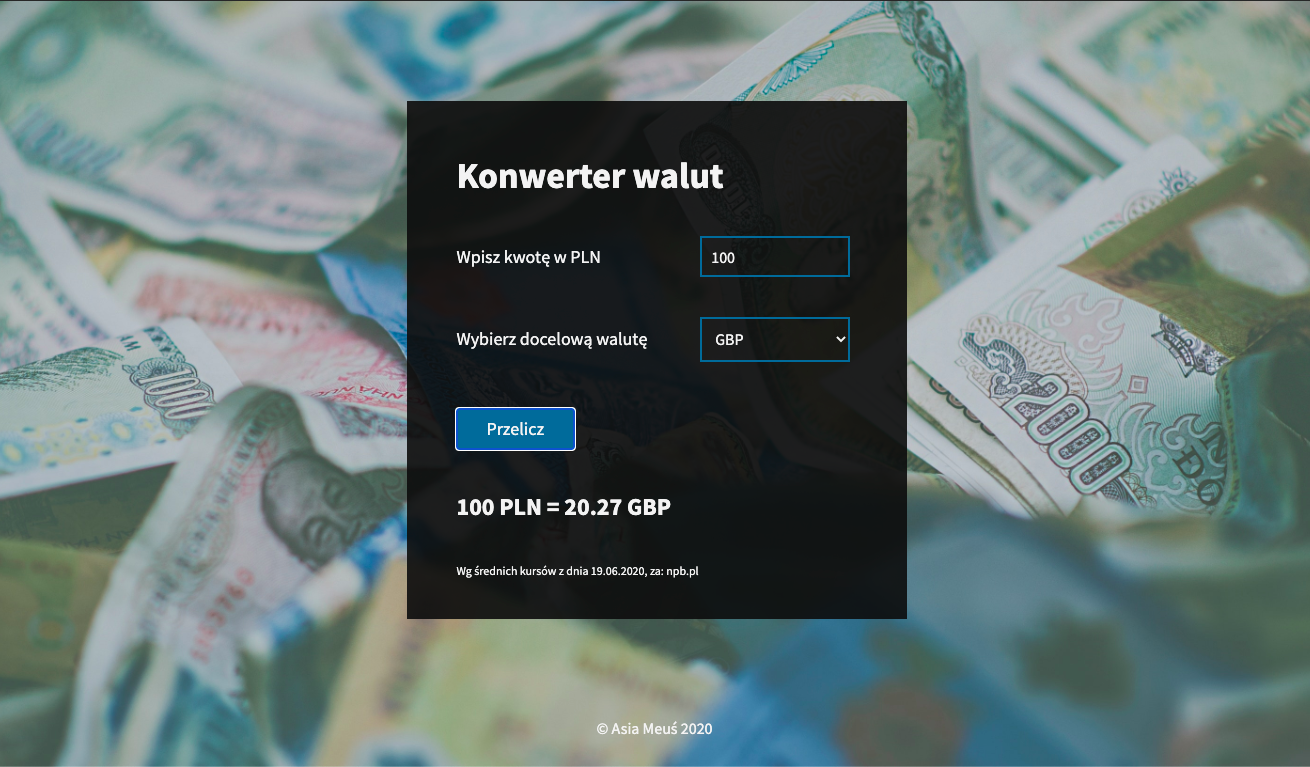 Konwerter walut
Wpisz kwotę w PLN
100
Wybierz docelową walutę
GBP
Przelicz
100 PLN = 20.27 GBP
Wg średnich kursów z dnia 19.06.2020, za: npb.pl
2000
© Asia Meuś 2020